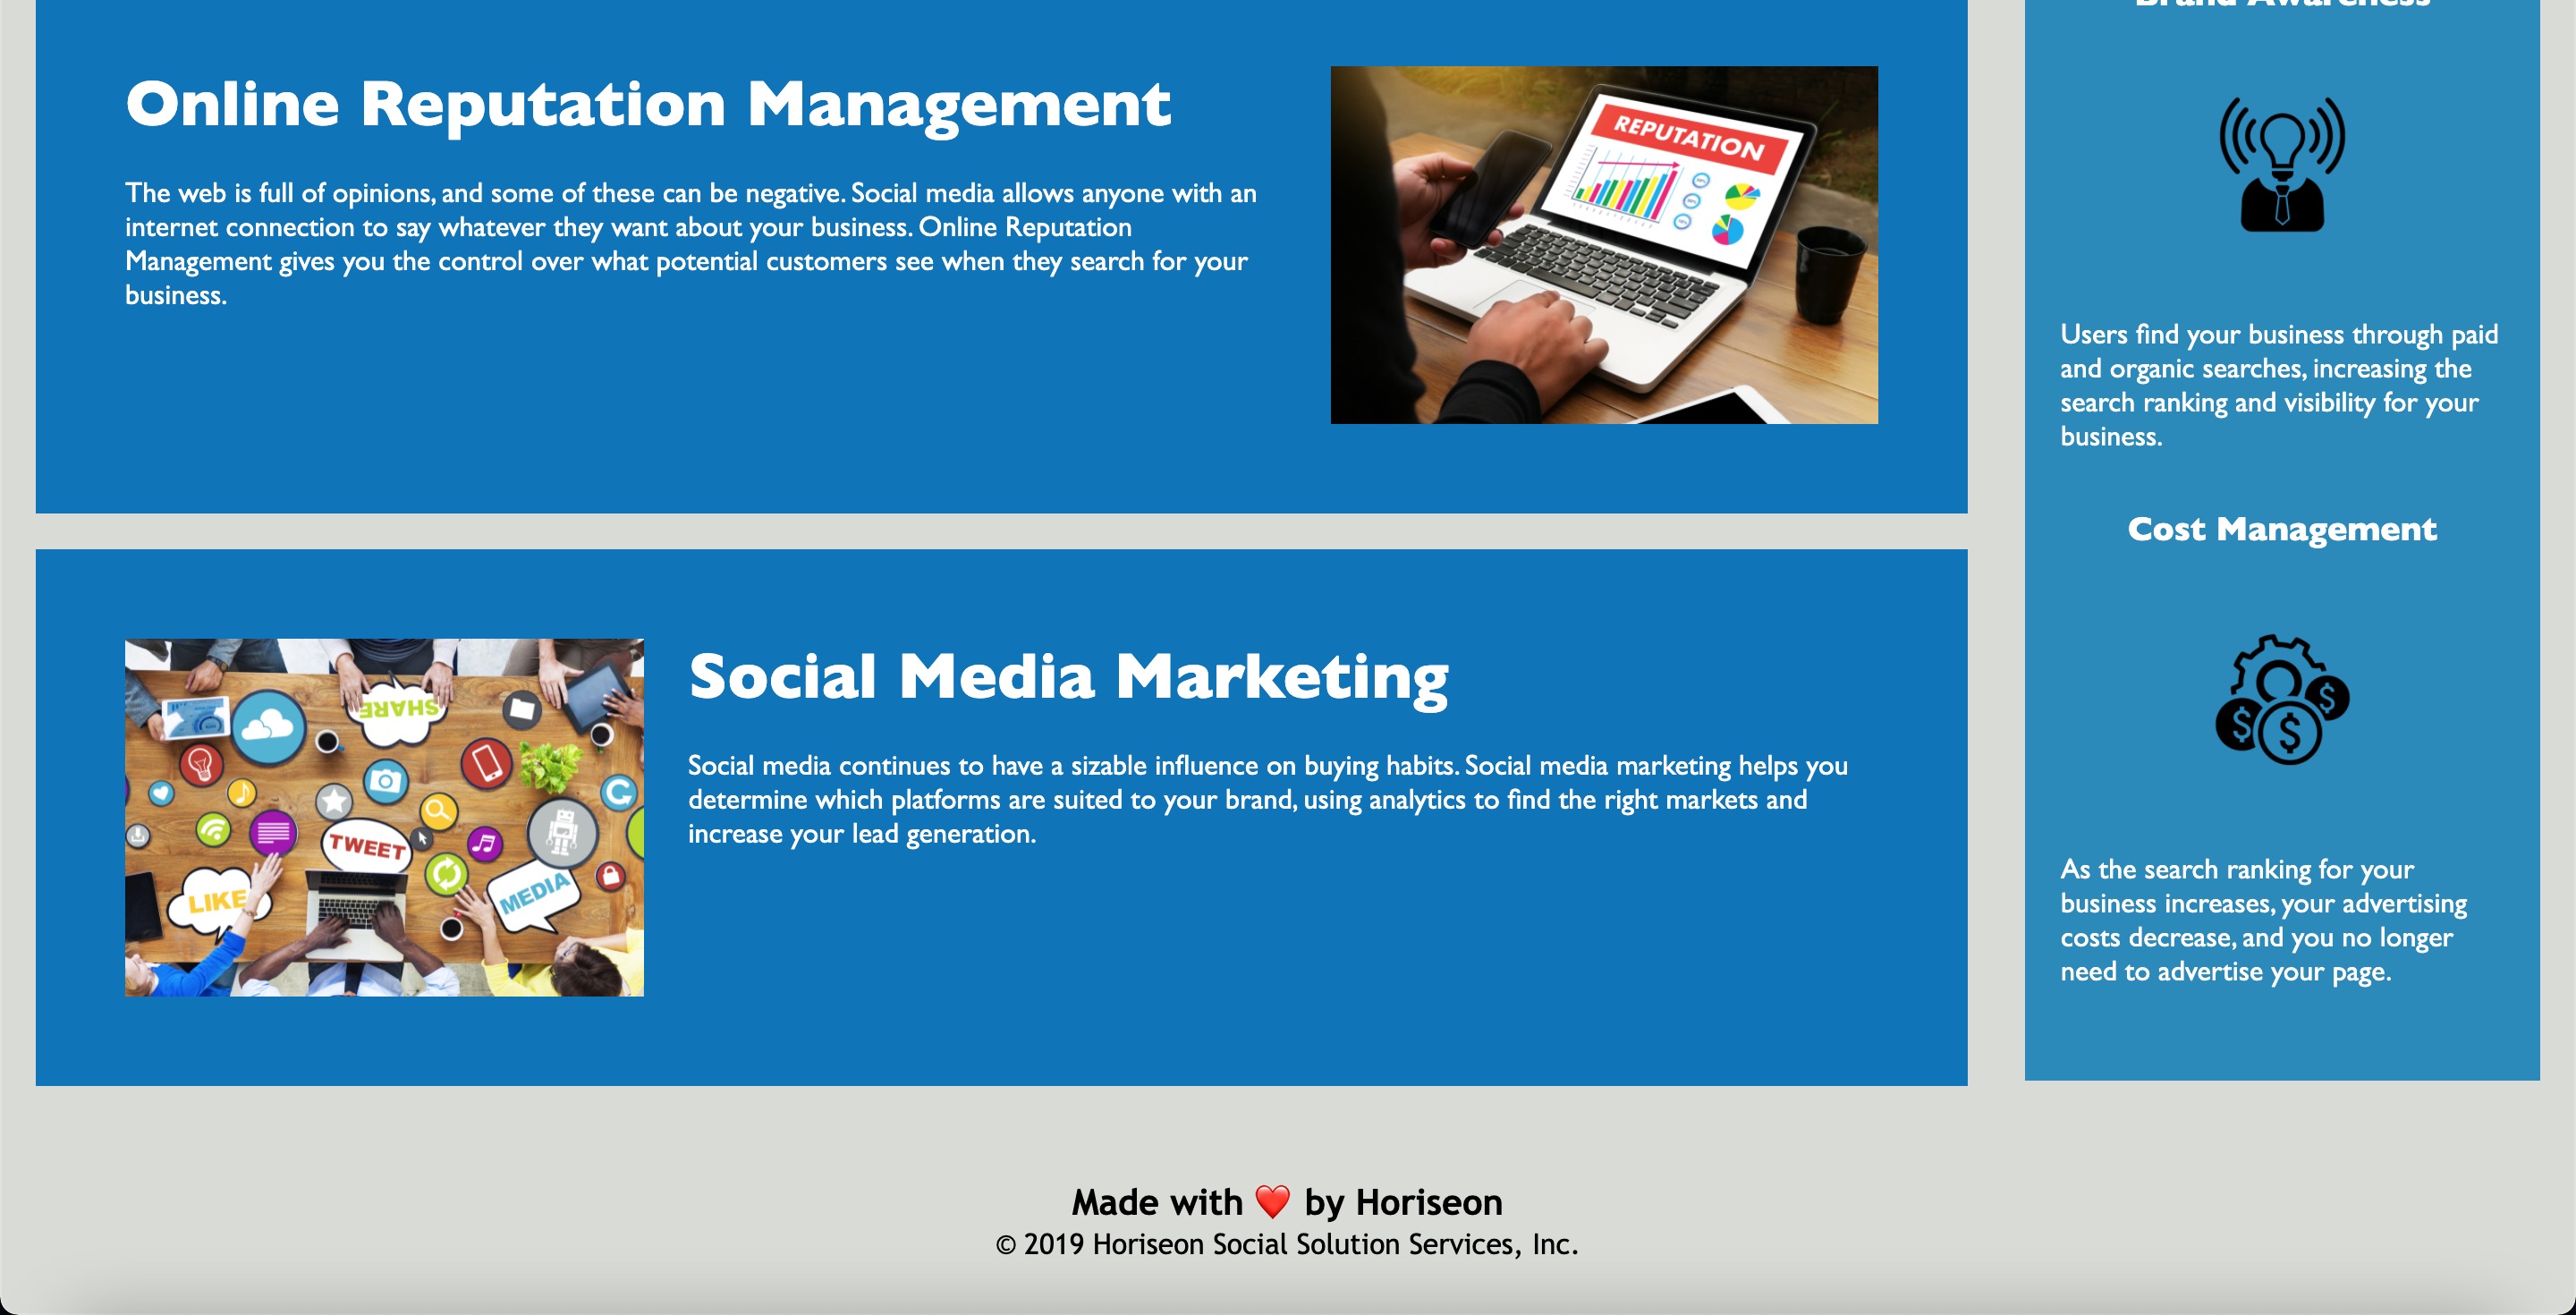 Online Reputation Management
The web is full of opinions, and some of these can be negative. Social media allows anyone with an
internet connection to say whatever they want about your business. Online Reputation
Management gives you the control over what potential customers see when they search for your
business.
REPUTATION
SHARE
TWEET
LIKE
MEDIA
Social Media Marketing
Social media continues to have a sizable influence on buying habits. Social media marketing helps you
determine which platforms are suited to your brand, using analytics to find the right markets and
increase your lead generation.
Brand Awareness
Users find your business through paid
and organic searches, increasing the
search ranking and visibility for your
business.
Cost Management
$ $ $
As the search ranking for your
business increases, your advertising
costs decrease, and you no longer
need to advertise your page.
Made with ❤️ by Horiseon
© 2019 Horiseon Social Solution Services, Inc.